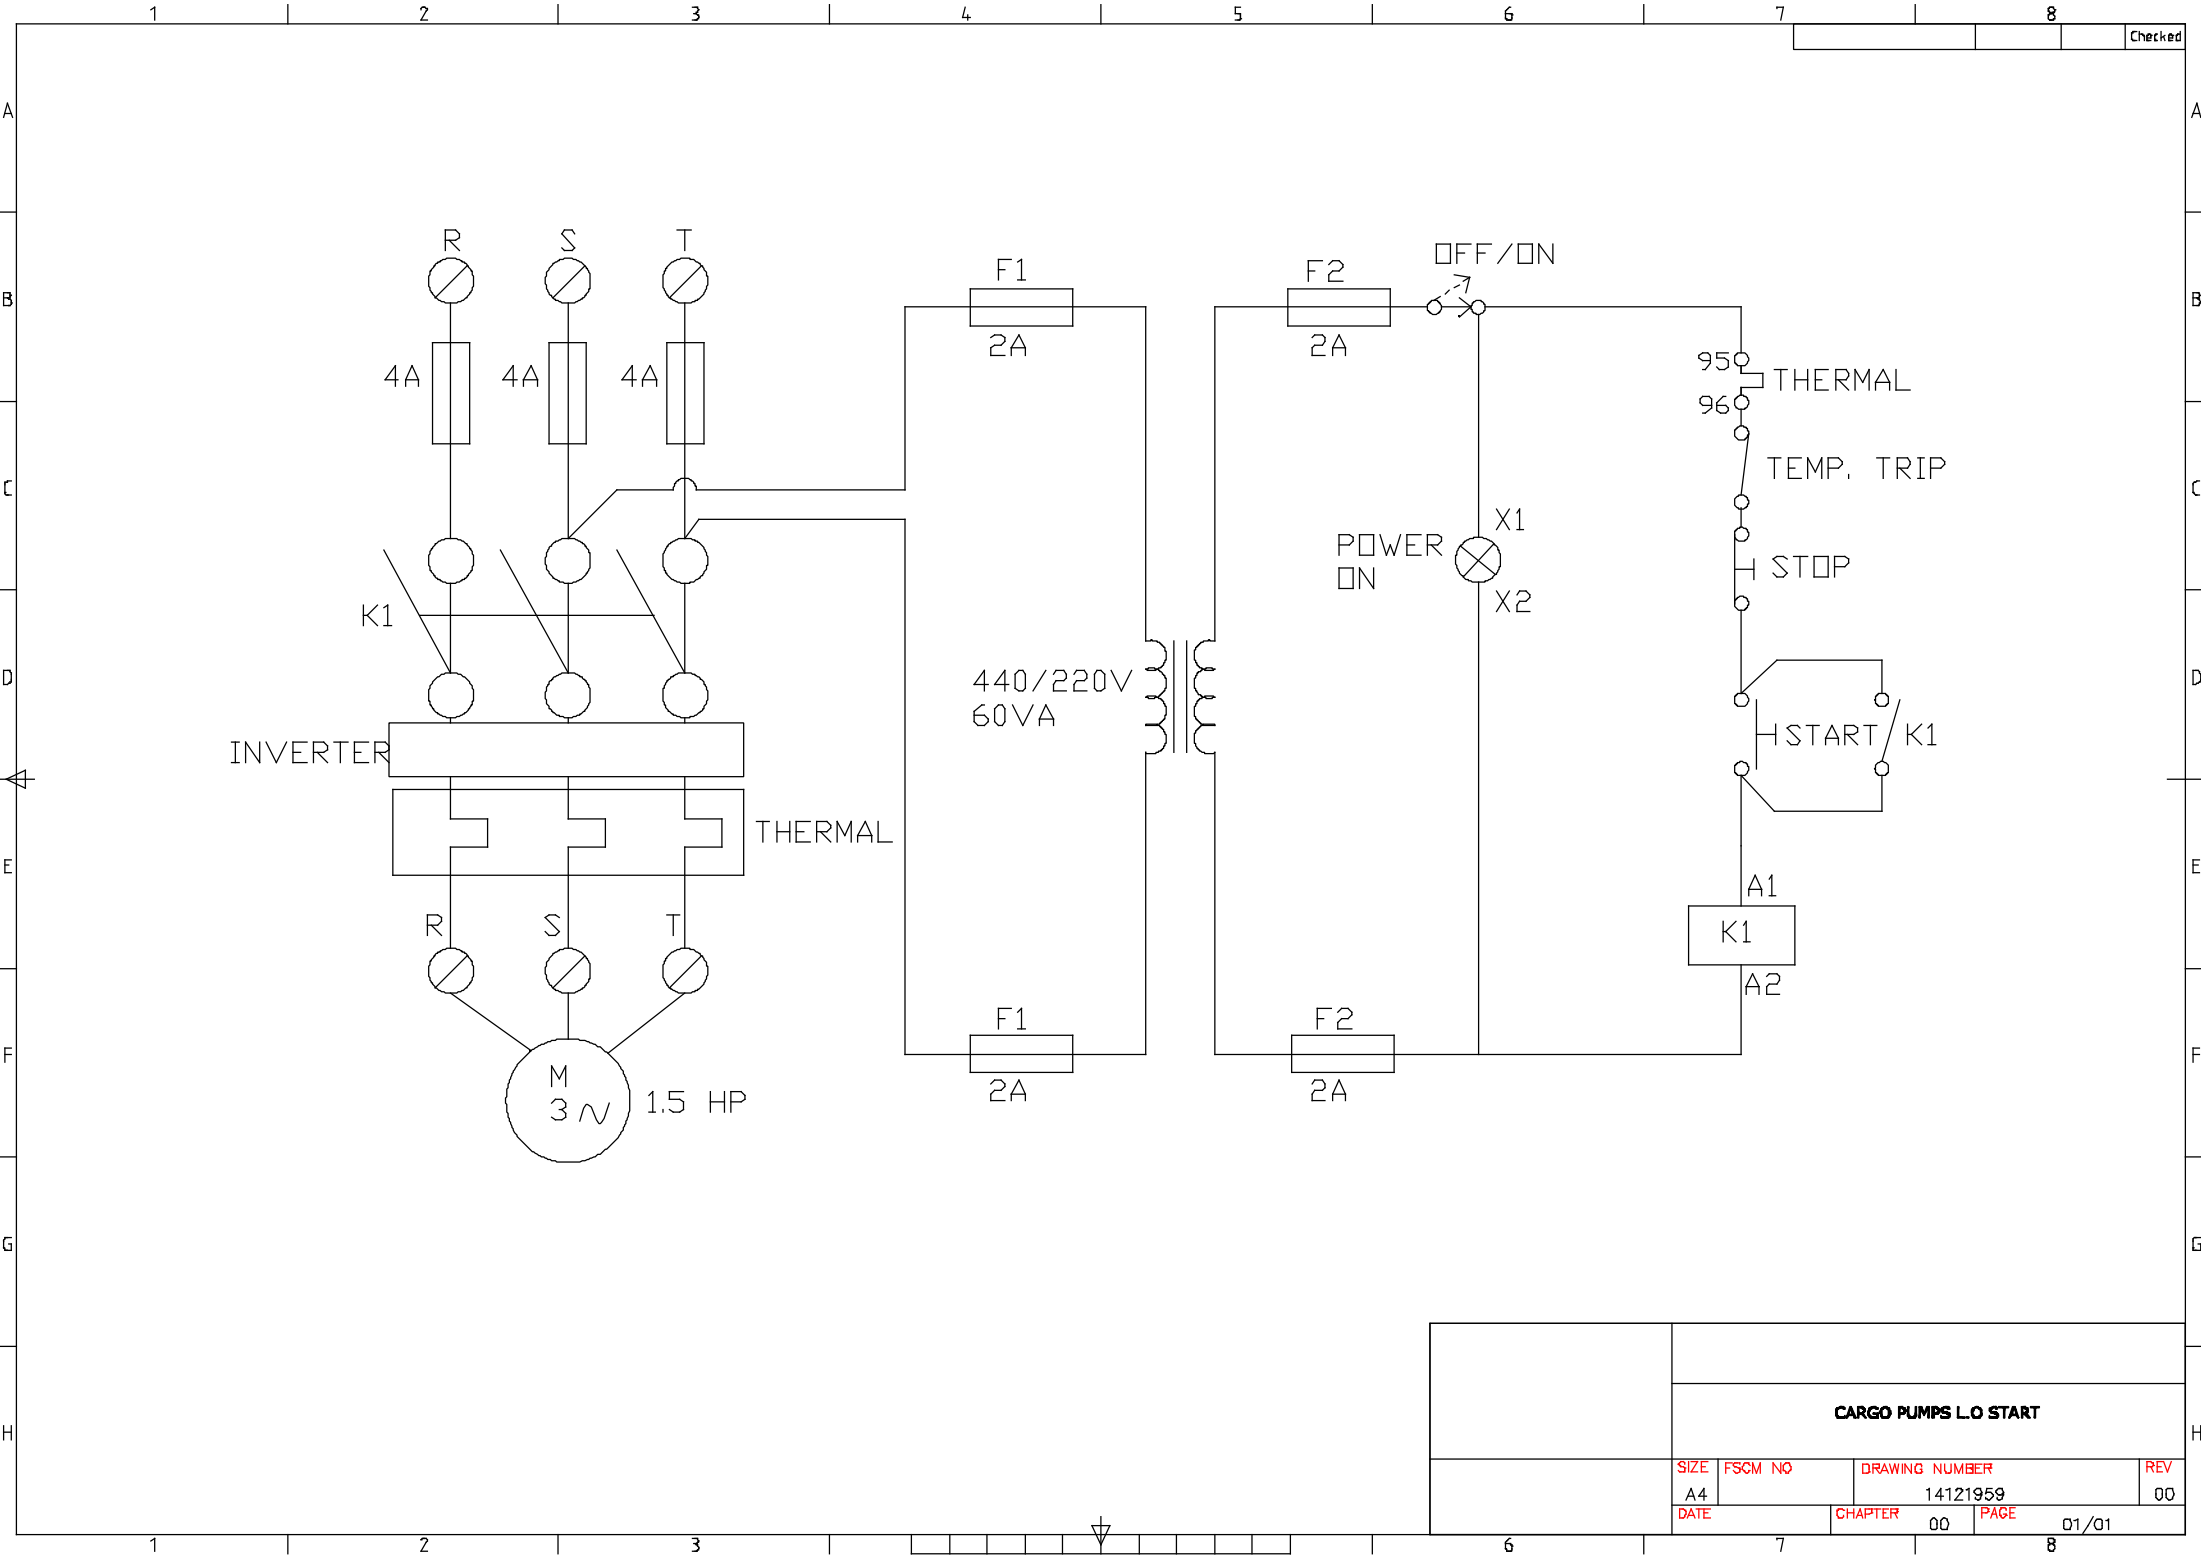 1 2 3 4 5 6 7 8
Checked
A A
B B
C C
D D
E E
F F
G G
H H
R S T
4A 4A 4A
K1
INVERTER
THERMAL
R S T
M
3
1.5 HP
F1
2A
440/220V
60VA
F1
2A
F2
2A
OFF/ON
POWER
ON
X1
X2
F2
2A
95
THERMAL
96
TEMP. TRIP
STOP
START
K1
A1
K1
A2
CARGO PUMPS L.O START
SIZE FSCM NO DRAWING NUMBER REV
A4 14121959 00
DATE CHAPTER 00 PAGE 01/01
1 2 3 6 7 8